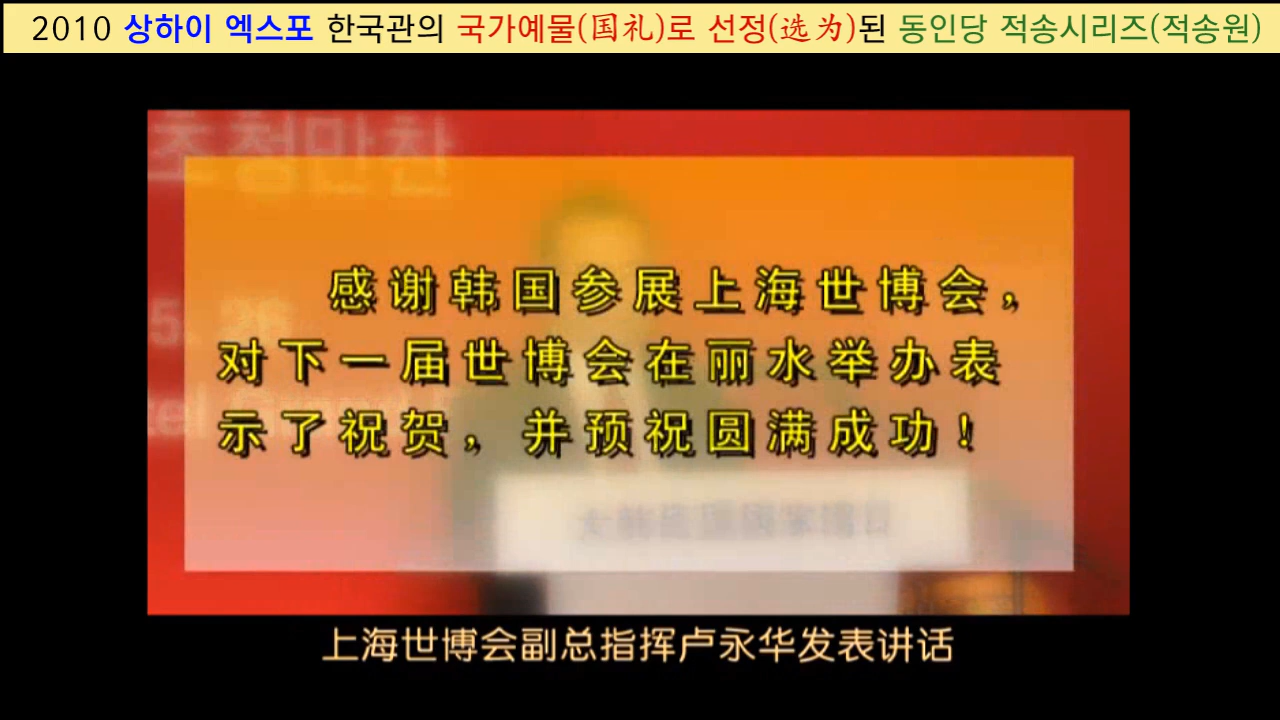 2010 상하이 엑스포 한국관의 국가예물(国礼)로 선정(选为)된 동인당 적송시리즈(적송원)
초청만찬
感谢韩国参展上海世博会，
对下一届世博会在丽水举办表
示了祝贺，并预祝圆满成功！
上海世博会副总指挥卢永华发表讲话